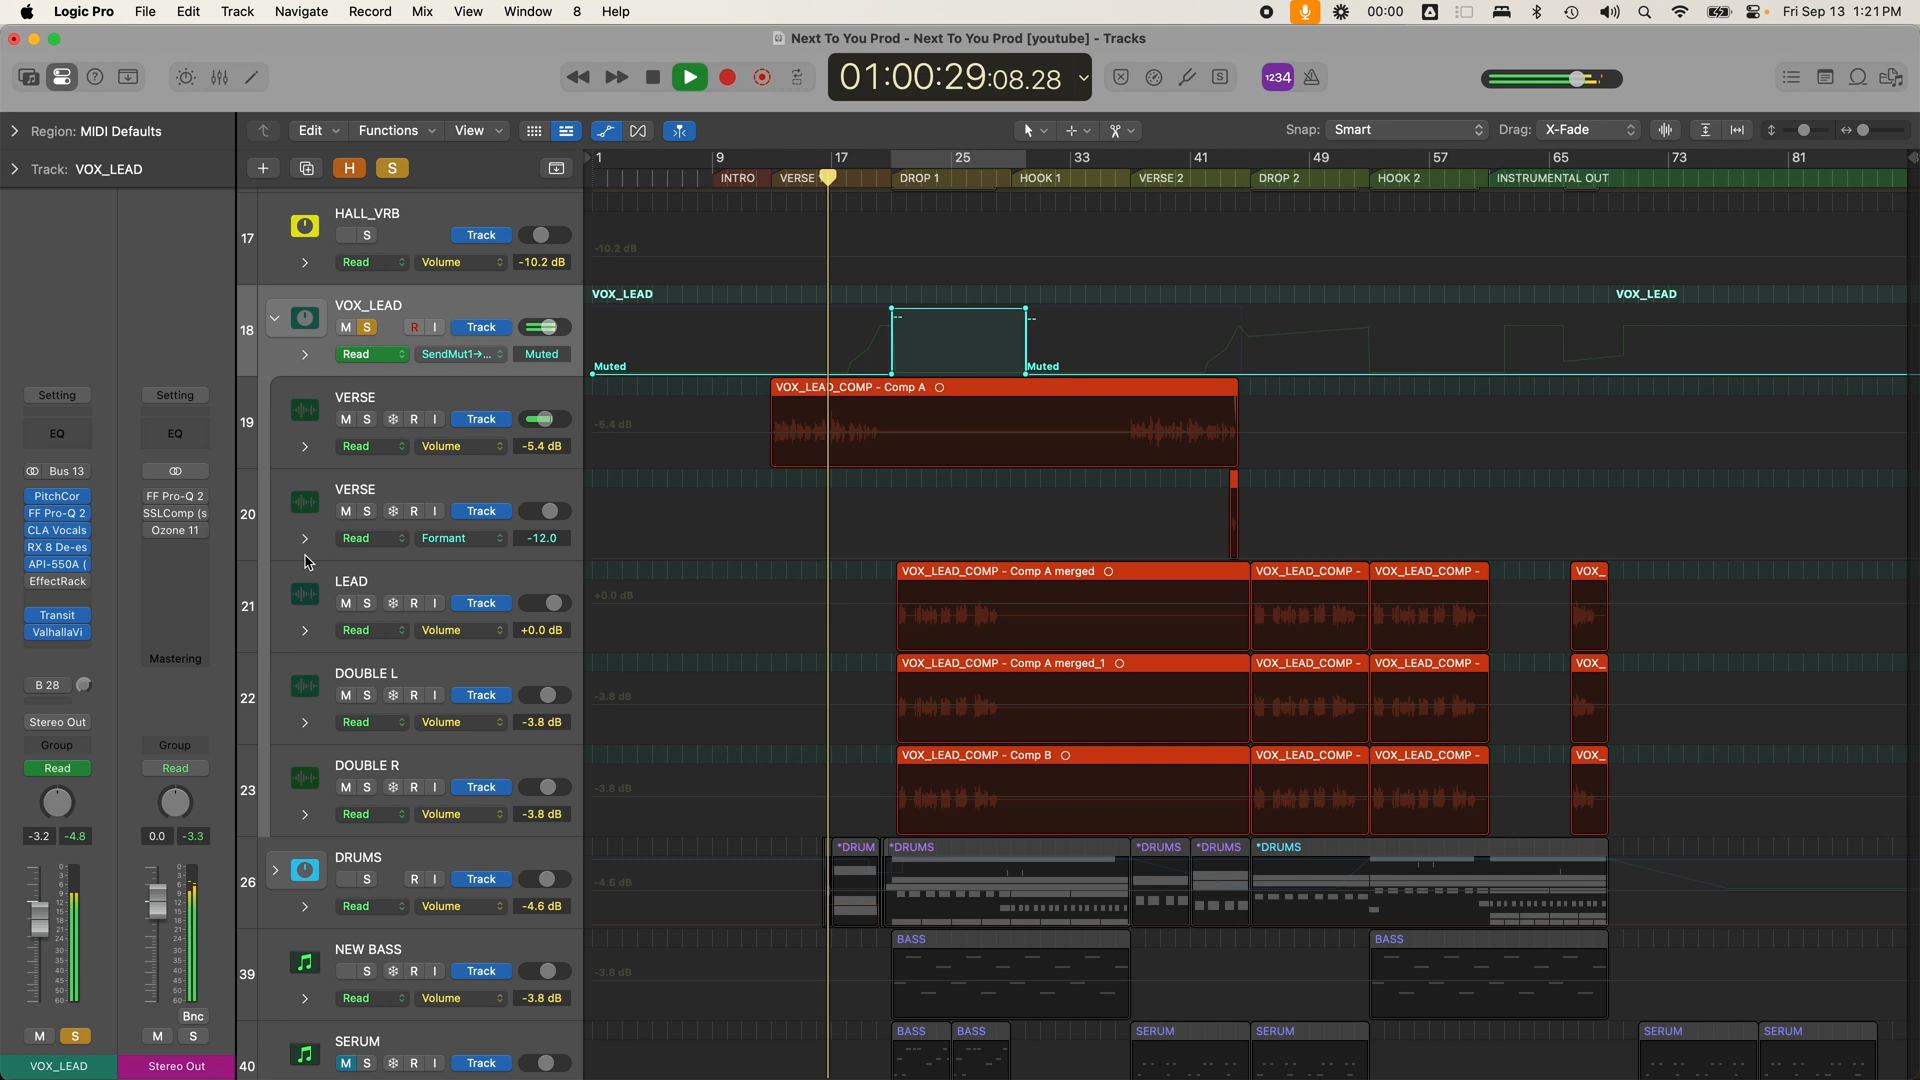 Logic Pro File Edit Track Navigate Record Mix View Window 8 Help 00:00 Fri Sep 13 1:21 PM
Next To You Prod - Next To You Prod [youtube] - Tracks
01:00:29:08.28 1234
Region: MIDI Defaults Edit Functions View Snap: Smart Drag: X-Fade
Track: VOX_LEAD H S
1 9 17 25 33 41 49 57 65 73 81
INTRO VERSE DROP 1 HOOK 1 VERSE 2 DROP 2 HOOK 2 INSTRUMENTAL OUT
17 HALL_VRB
S Track
Read Volume -10.2 dB
-10.2 dB
18 VOX_LEAD
M S R I Track
Read SendMut1→... Muted
VOX_LEAD VOX_LEAD
Muted Muted
19 VERSE
M S R I Track
Read Volume -5.4 dB
VOX_LEAD_COMP - Comp A
-5.4 dB
20 VERSE
M S R I Track
Read Formant -12.0
21 LEAD
M S R I Track
Read Volume +0.0 dB
VOX_LEAD_COMP - Comp A merged VOX_LEAD_COMP - VOX_LEAD_COMP - VOX_
+0.0 dB
22 DOUBLE L
M S R I Track
Read Volume -3.8 dB
VOX_LEAD_COMP - Comp A merged_1 VOX_LEAD_COMP - VOX_LEAD_COMP - VOX_
-3.8 dB
23 DOUBLE R
M S R I Track
Read Volume -3.8 dB
VOX_LEAD_COMP - Comp B VOX_LEAD_COMP - VOX_LEAD_COMP - VOX_
-3.8 dB
26 DRUMS
S R I Track
Read Volume -4.6 dB
*DRUM *DRUMS *DRUMS *DRUMS *DRUMS
-4.6 dB
39 NEW BASS
S R I Track
Read Volume -3.8 dB
BASS BASS
-3.8 dB
40 SERUM
M S R I Track
BASS BASS SERUM SERUM SERUM SERUM
Setting Setting
EQ EQ
Bus 13
PitchCor FF Pro-Q 2
FF Pro-Q 2 SSLComp (s
CLA Vocals Ozone 11
RX 8 De-es
API-550A (
EffectRack
Transit
ValhallaVi
Mastering
B 28
Stereo Out
Group Group
Read Read
-3.2 -4.8 0.0 -3.3
Bnc
M S M S
VOX_LEAD Stereo Out